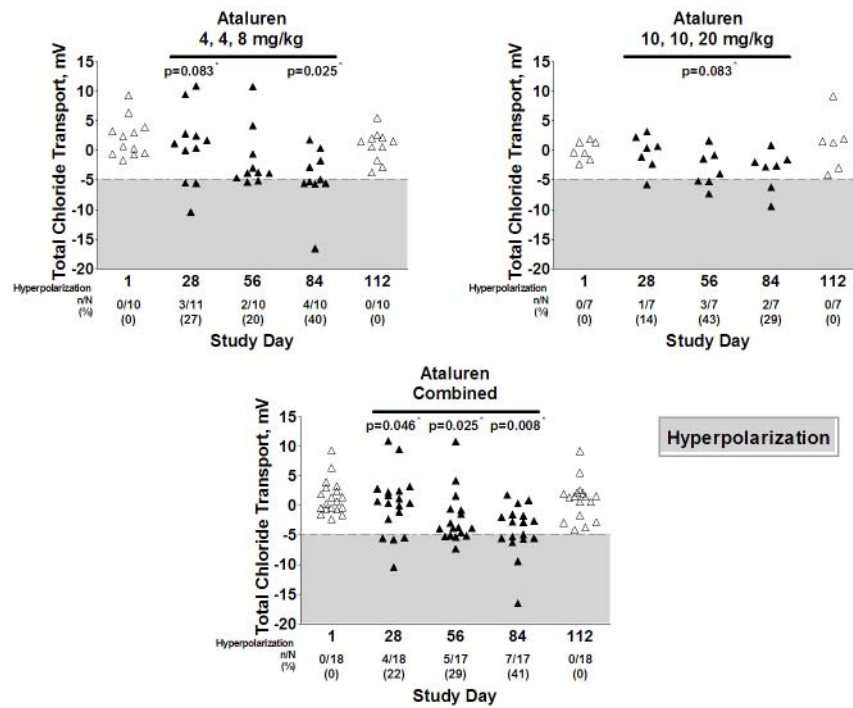 Ataluren
4, 4, 8 mg/kg
p=0.083*
p=0.025*
Total Chloride Transport, mV
15
10
5
0
-5
-10
-15
-20
1 28 56 84 112
Hyperpolarization
n/N 0/10 3/11 2/10 4/10 0/10
(%) (0) (27) (20) (40) (0)
Study Day
Ataluren
10, 10, 20 mg/kg
p=0.083*
Total Chloride Transport, mV
15
10
5
0
-5
-10
-15
-20
1 28 56 84 112
Hyperpolarization
n/N 0/7 1/7 3/7 2/7 0/7
(%) (0) (14) (43) (29) (0)
Study Day
Ataluren
Combined
p=0.046* p=0.025* p=0.008*
Total Chloride Transport, mV
15
10
5
0
-5
-10
-15
-20
1 28 56 84 112
Hyperpolarization
n/N 0/18 4/18 5/17 7/17 0/18
(%) (0) (22) (29) (41) (0)
Study Day
Hyperpolarization